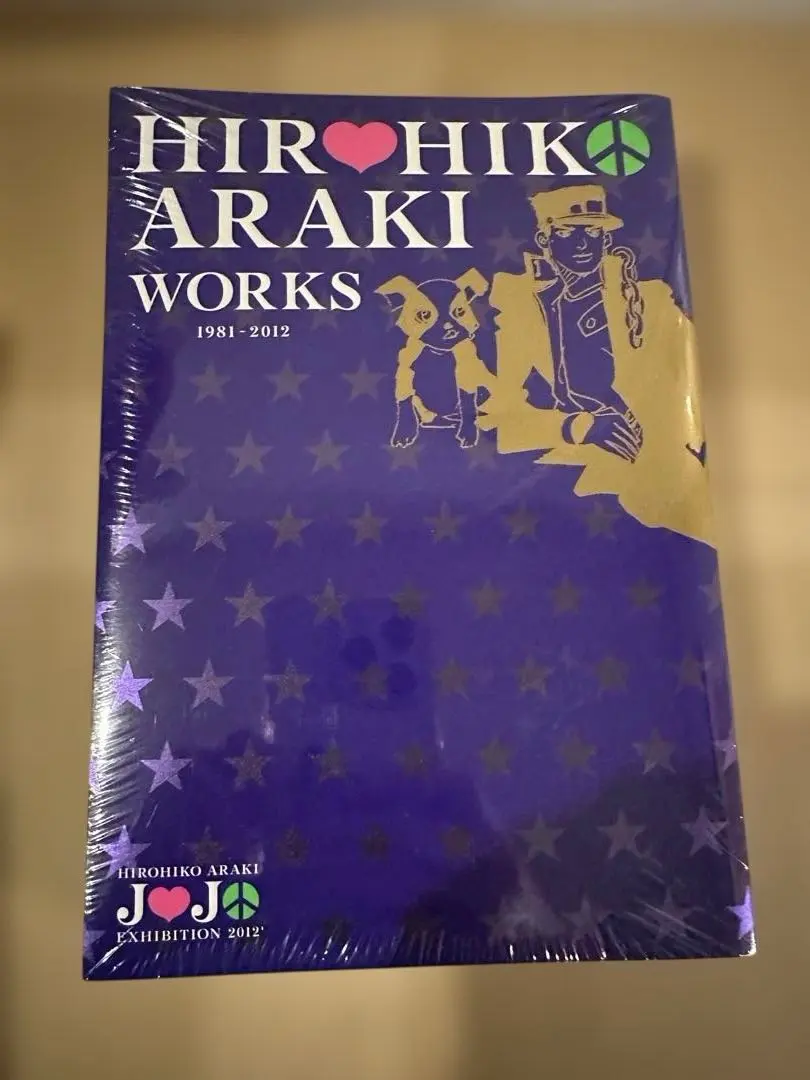 HIR♥HIK☮
ARAKI
WORKS
1981-2012
HIROHIKO ARAKI
J♥J☮
EXHIBITION 2012'